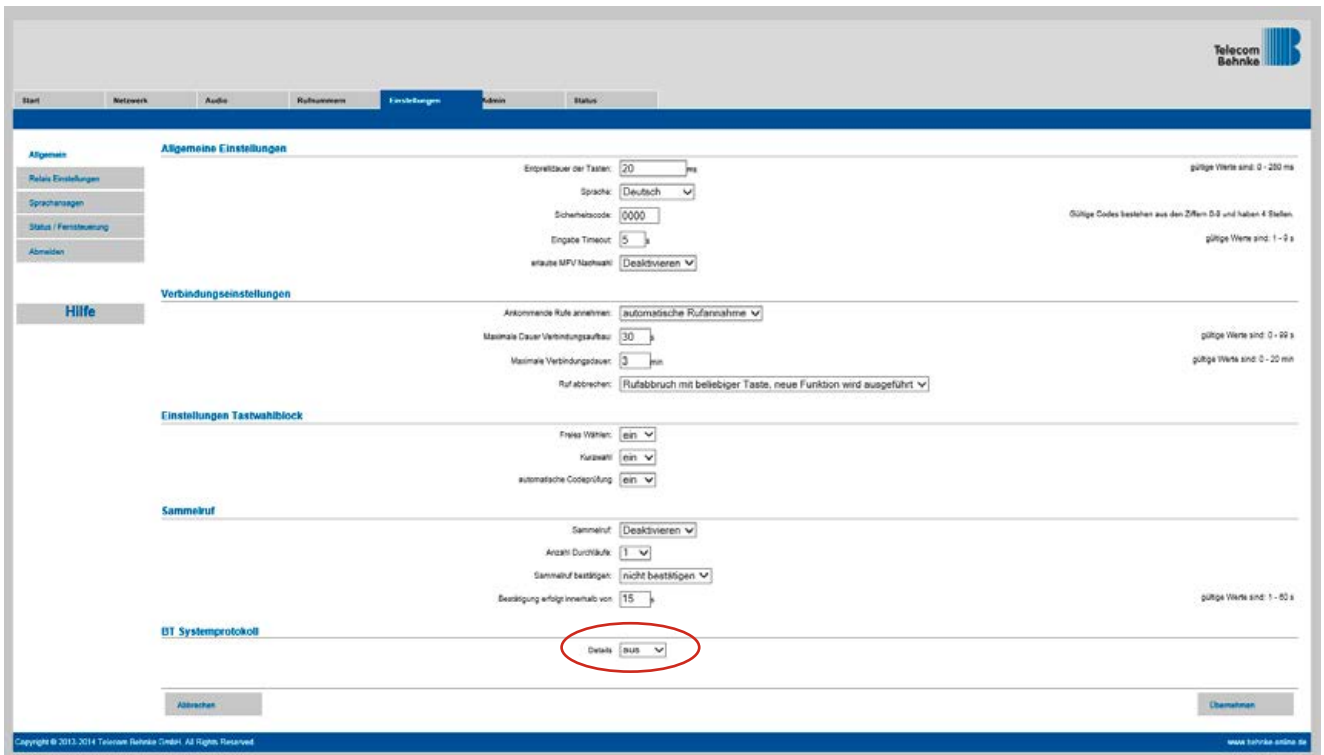 Telecom
Behnke
Start Netzwerk Audio Rufnummern Einstellungen Admin Status
Allgemein
Relais Einstellungen
Sprachansagen
Status / Fernsteuerung
Abmelden
Hilfe
Allgemeine Einstellungen
Entprelldauer der Tasten: 20 ms gültige Werte sind: 0 - 250 ms
Sprache: Deutsch
Sicherheitscode: 0000 Gültige Codes bestehen aus den Ziffern 0-9 und haben 4 Stellen.
Eingabe Timeout: 5 s gültige Werte sind: 1 - 9 s
erlaube MFV Nachwahl: Deaktivieren
Verbindungseinstellungen
Ankommende Rufe annehmen: automatische Rufannahme
Maximale Dauer Verbindungsaufbau: 30 s gültige Werte sind: 0 - 99 s
Maximale Verbindungsdauer: 3 min gültige Werte sind: 0 - 20 min
Ruf abbrechen: Rufabbruch mit beliebiger Taste, neue Funktion wird ausgeführt
Einstellungen Tastwahlblock
Freies Wählen: ein
Kurzwahl ein
automatische Codeprüfung ein
Sammelruf
Sammelruf: Deaktivieren
Anzahl Durchläufe: 1
Sammelruf bestätigen: nicht bestätigen
Bestätigung erfolgt innerhalb von 15 s gültige Werte sind: 1 - 60 s
BT Systemprotokoll
Details aus
Abbrechen Übernehmen
Copyright © 2013-2014 Telecom Behnke GmbH. All Rights Reserved. www.behnke-online.de